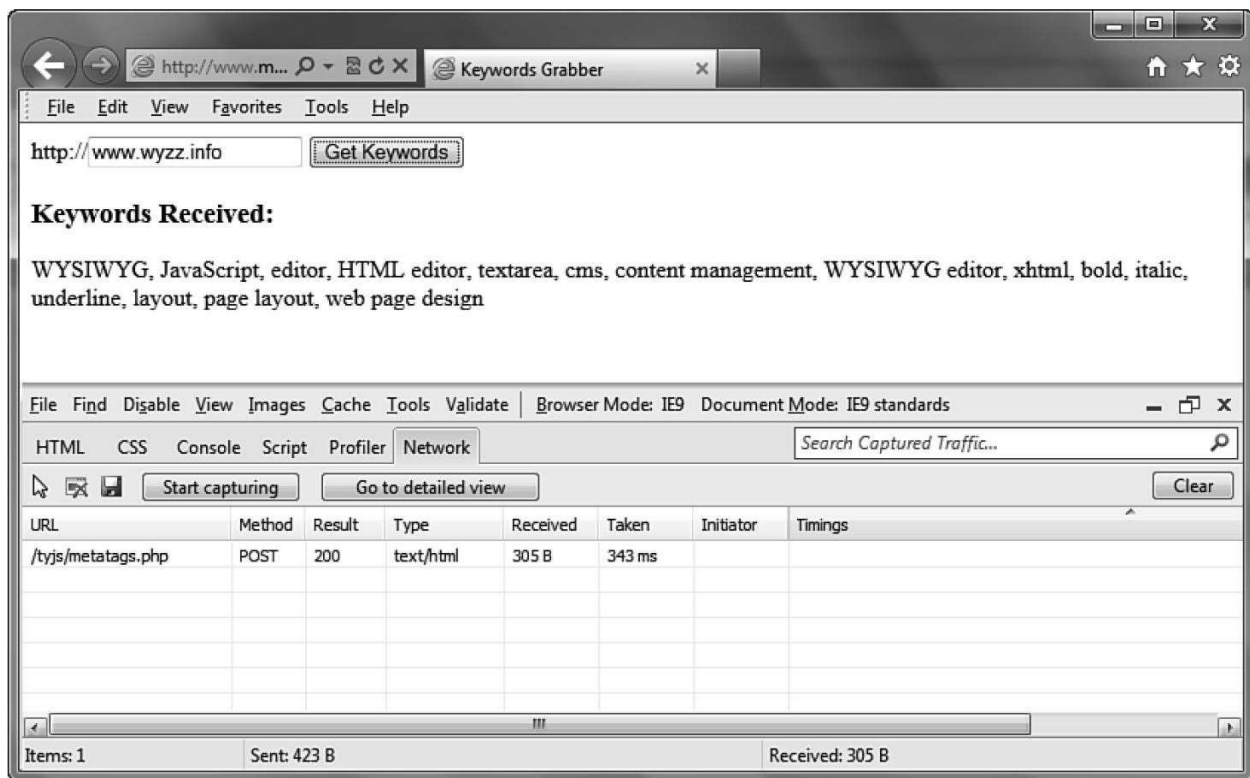 http://www.m... Keywords Grabber
File Edit View Favorites Tools Help
http:// www.wyzz.info Get Keywords
Keywords Received:
WYSIWYG, JavaScript, editor, HTML editor, textarea, cms, content management, WYSIWYG editor, xhtml, bold, italic,
underline, layout, page layout, web page design
File Find Disable View Images Cache Tools Validate Browser Mode: IE9 Document Mode: IE9 standards
HTML CSS Console Script Profiler Network Search Captured Traffic...
Start capturing Go to detailed view Clear
URL Method Result Type Received Taken Initiator Timings
/tyjs/metatags.php POST 200 text/html 305 B 343 ms
Items: 1 Sent: 423 B Received: 305 B